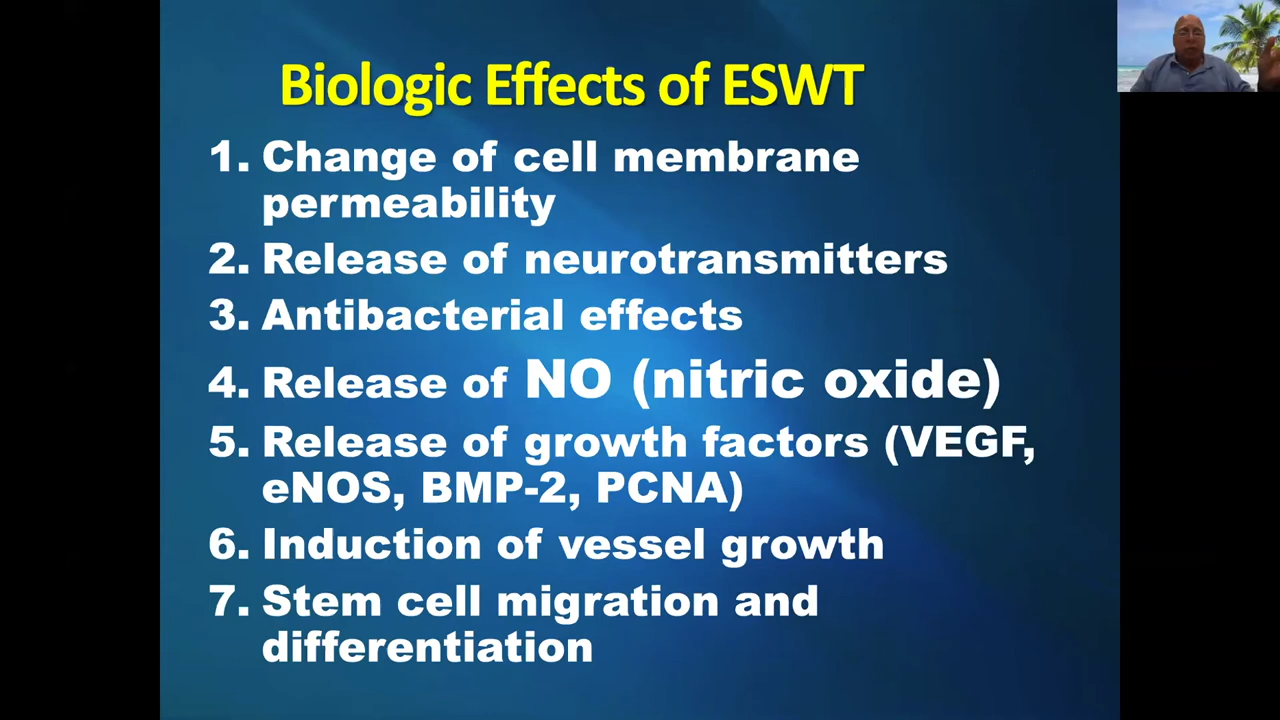 Biologic Effects of ESWT
1. Change of cell membrane
permeability
2. Release of neurotransmitters
3. Antibacterial effects
4. Release of NO (nitric oxide)
5. Release of growth factors (VEGF,
eNOS, BMP-2, PCNA)
6. Induction of vessel growth
7. Stem cell migration and
differentiation